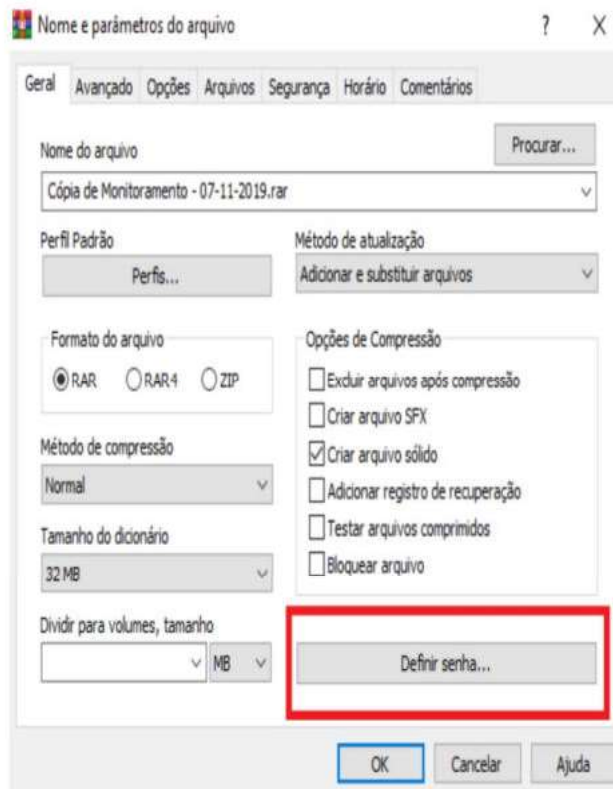 Nome e parâmetros do arquivo
Geral Avançado Opções Arquivos Segurança Horário Comentários
Nome do arquivo
Procurar...
Cópia de Monitoramento - 07-11-2019.rar
Perfil Padrão
Perfis...
Método de atualização
Adicionar e substituir arquivos
Formato do arquivo
RAR RAR4 ZIP
Opções de Compressão
Excluir arquivos após compressão
Criar arquivo SFX
Criar arquivo sólido
Adicionar registro de recuperação
Testar arquivos comprimidos
Bloquear arquivo
Método de compressão
Normal
Tamanho do dicionário
32 MB
Dividir para volumes, tamanho
MB
Definir senha...
OK Cancelar Ajuda